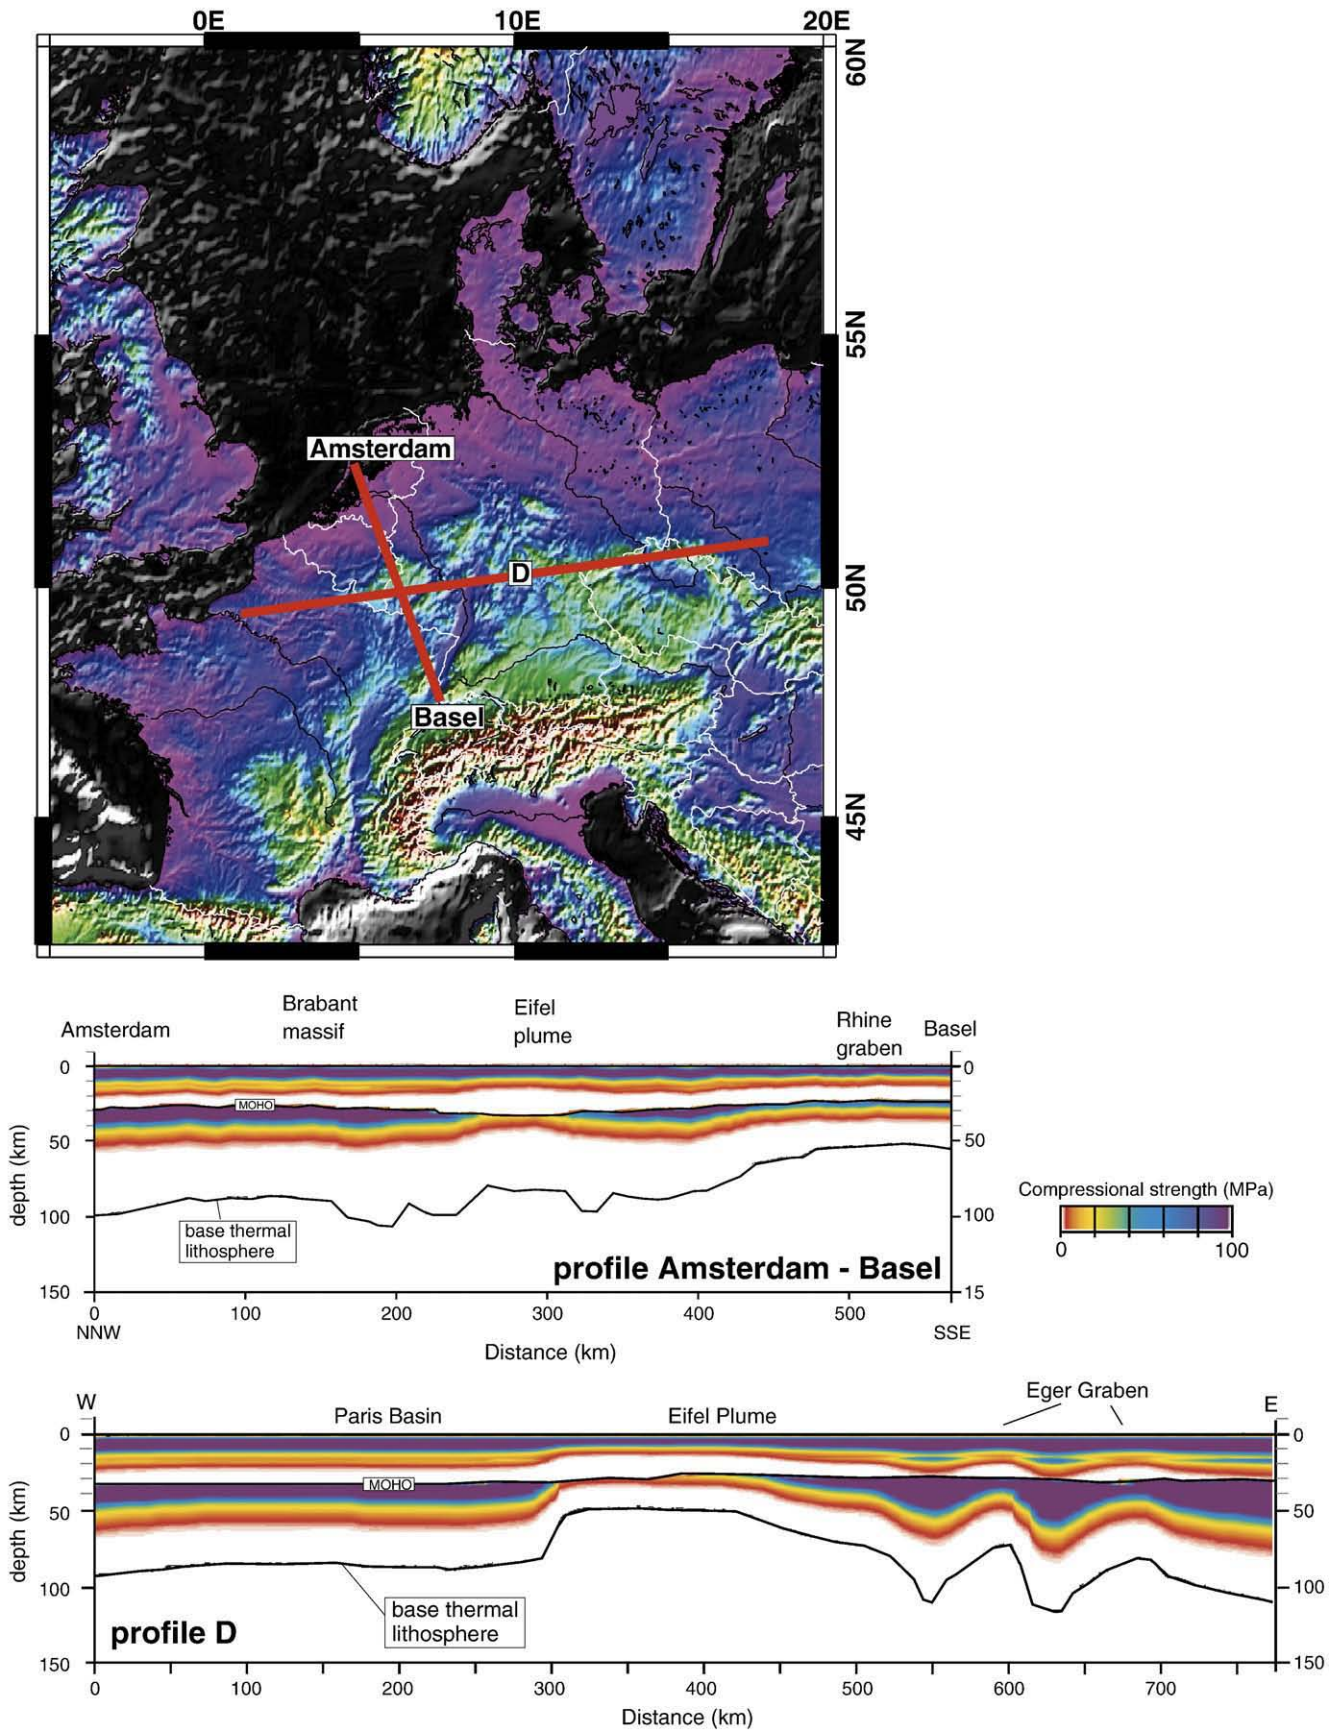 0E 10E 20E
60N
55N
Amsterdam
D
50N
Basel
45N
Brabant
massif
Eifel
plume
Amsterdam
Rhine
graben
Basel
0
50
100
150
depth (km)
MOHO
base thermal
lithosphere
profile Amsterdam - Basel
0
50
100
15
0 100 200 300 400 500
NNW SSE
Distance (km)
Compressional strength (MPa)
0 100
W E
Paris Basin
Eifel Plume
Eger Graben
0
50
100
150
depth (km)
MOHO
base thermal
lithosphere
profile D
0
50
100
150
0 100 200 300 400 500 600 700
Distance (km)